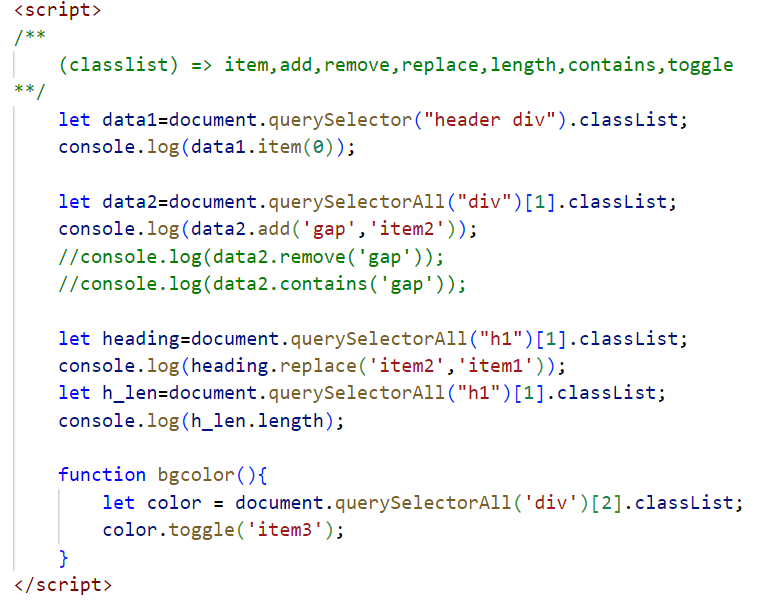 <script>
/**
    (classlist) => item,add,remove,replace,length,contains,toggle
**/
    let data1=document.querySelector("header div").classList;
    console.log(data1.item(0));

    let data2=document.querySelectorAll("div")[1].classList;
    console.log(data2.add('gap','item2'));
    //console.log(data2.remove('gap'));
    //console.log(data2.contains('gap'));

    let heading=document.querySelectorAll("h1")[1].classList;
    console.log(heading.replace('item2','item1'));
    let h_len=document.querySelectorAll("h1")[1].classList;
    console.log(h_len.length);

    function bgcolor(){
        let color = document.querySelectorAll('div')[2].classList;
        color.toggle('item3');
    }
</script>